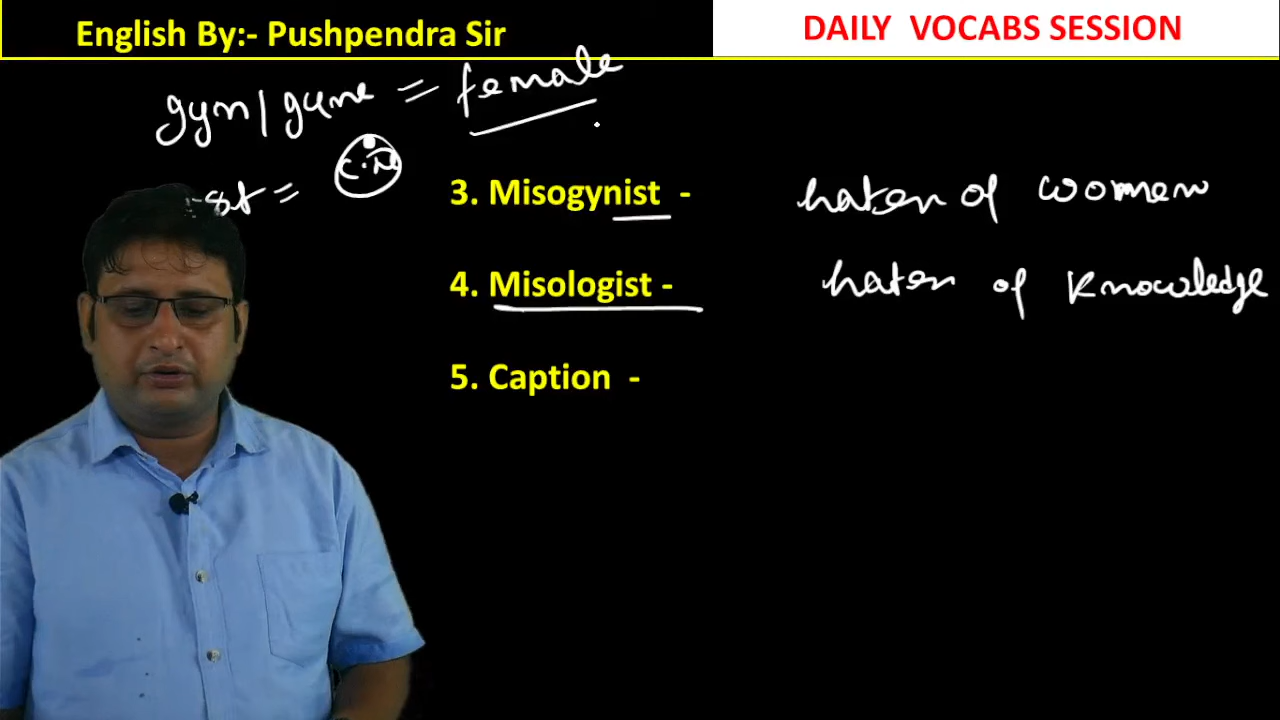 English By:- Pushpendra Sir
DAILY VOCABS SESSION
gyn/gyne = female
st =
3. Misogynist - hater of women
4. Misologist - hater of Knowledge
5. Caption -